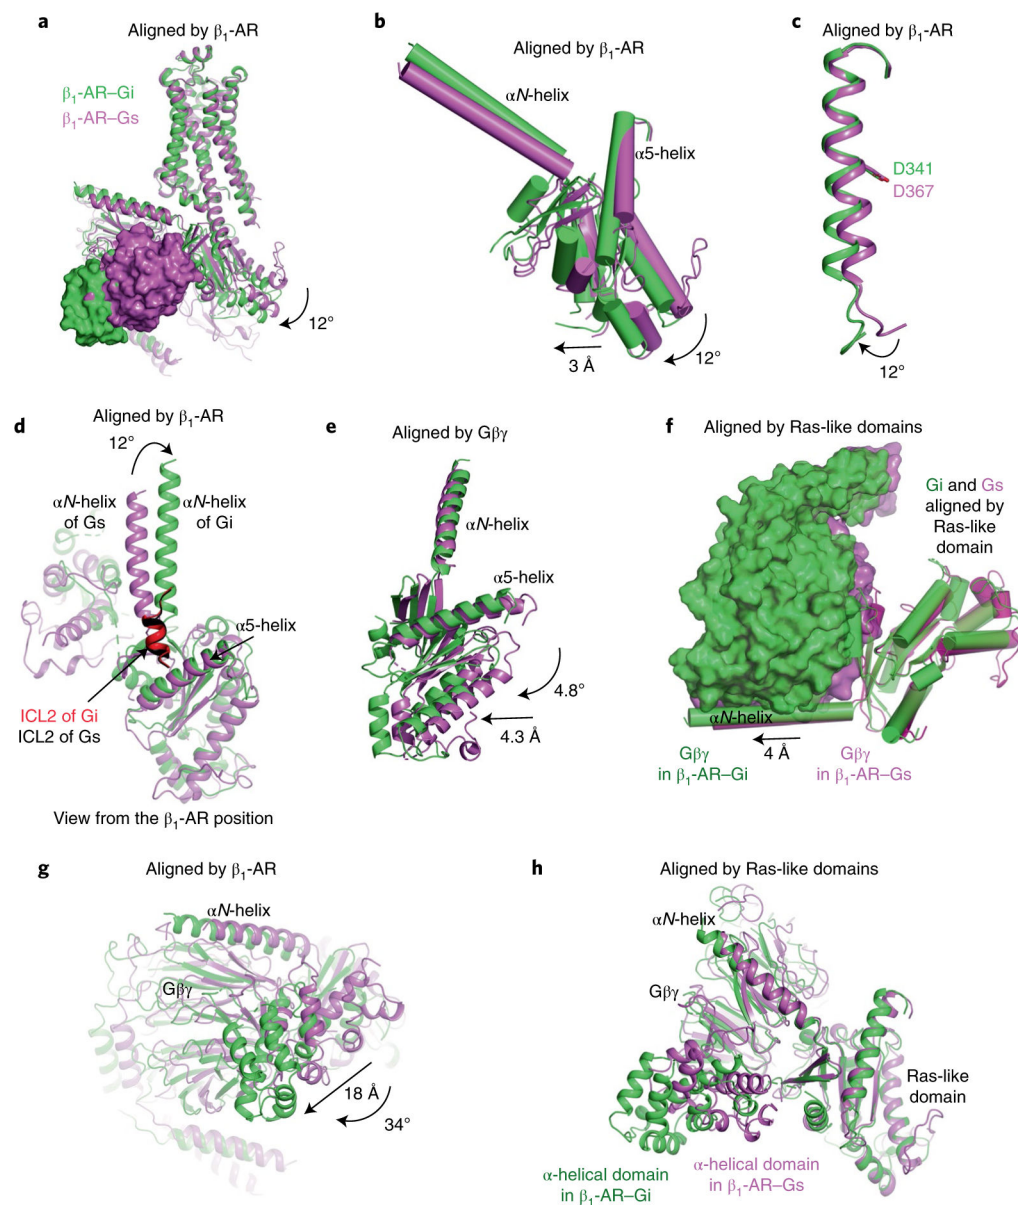 a
Aligned by β₁-AR
β₁-AR–Gi
β₁-AR–Gs
12°
b
Aligned by β₁-AR
αN-helix
α5-helix
3 Å
12°
c
Aligned by β₁-AR
D341
D367
12°
d
Aligned by β₁-AR
12°
αN-helix
of Gs
αN-helix
of Gi
α5-helix
ICL2 of Gi
ICL2 of Gs
View from the β₁-AR position
e
Aligned by Gβγ
αN-helix
α5-helix
4.8°
4.3 Å
f
Aligned by Ras-like domains
Gi and Gs
aligned by
Ras-like
domain
αN-helix
4 Å
Gβγ
in β₁-AR–Gi
Gβγ
in β₁-AR–Gs
g
Aligned by β₁-AR
αN-helix
Gβγ
18 Å
34°
h
Aligned by Ras-like domains
αN-helix
Gβγ
Ras-like
domain
α-helical domain
in β₁-AR–Gi
α-helical domain
in β₁-AR–Gs